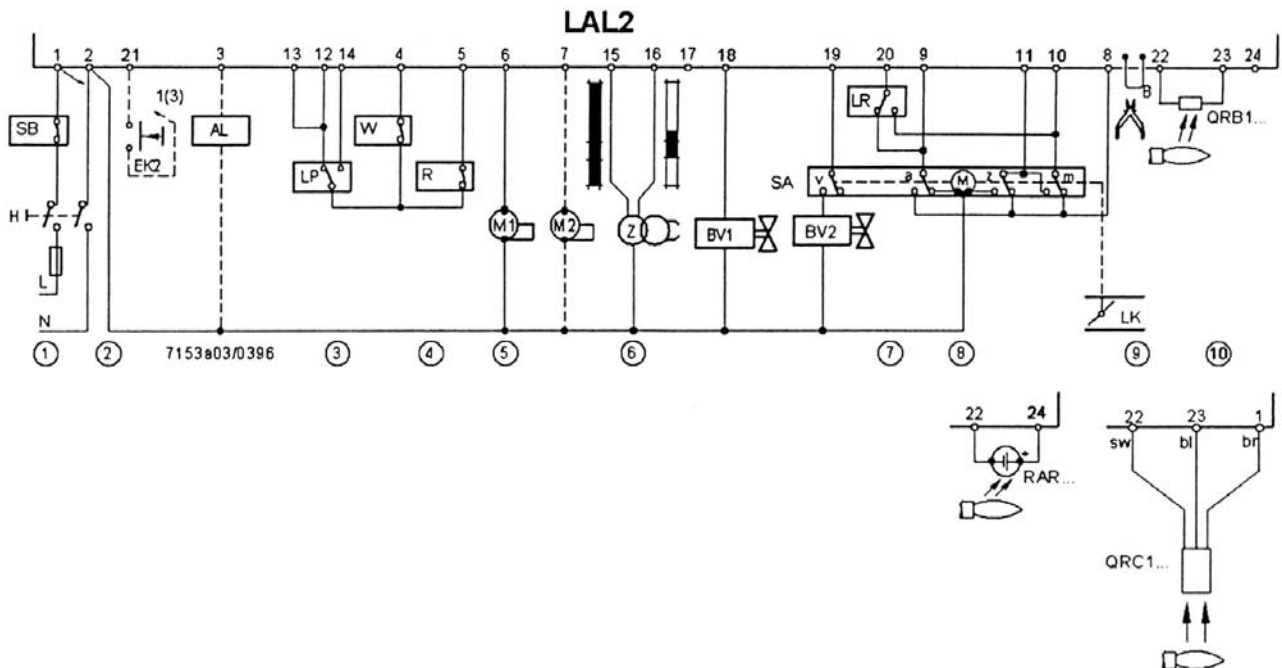 LAL2
1 2 21 3 13 12 14 4 5 6 7 15 16 17 18 19 20 9 11 10 8 22 23 24
1(3) LR B
SB AL W QRB1...
EK2 LP R SA v a M z m
H M1 M2 Z BV1 BV2
L
N LK
1 2 7153a03/0396 3 4 5 6 7 8 9 10
22 24 22 23 1
sw bl br
+
RAR...
QRC1...